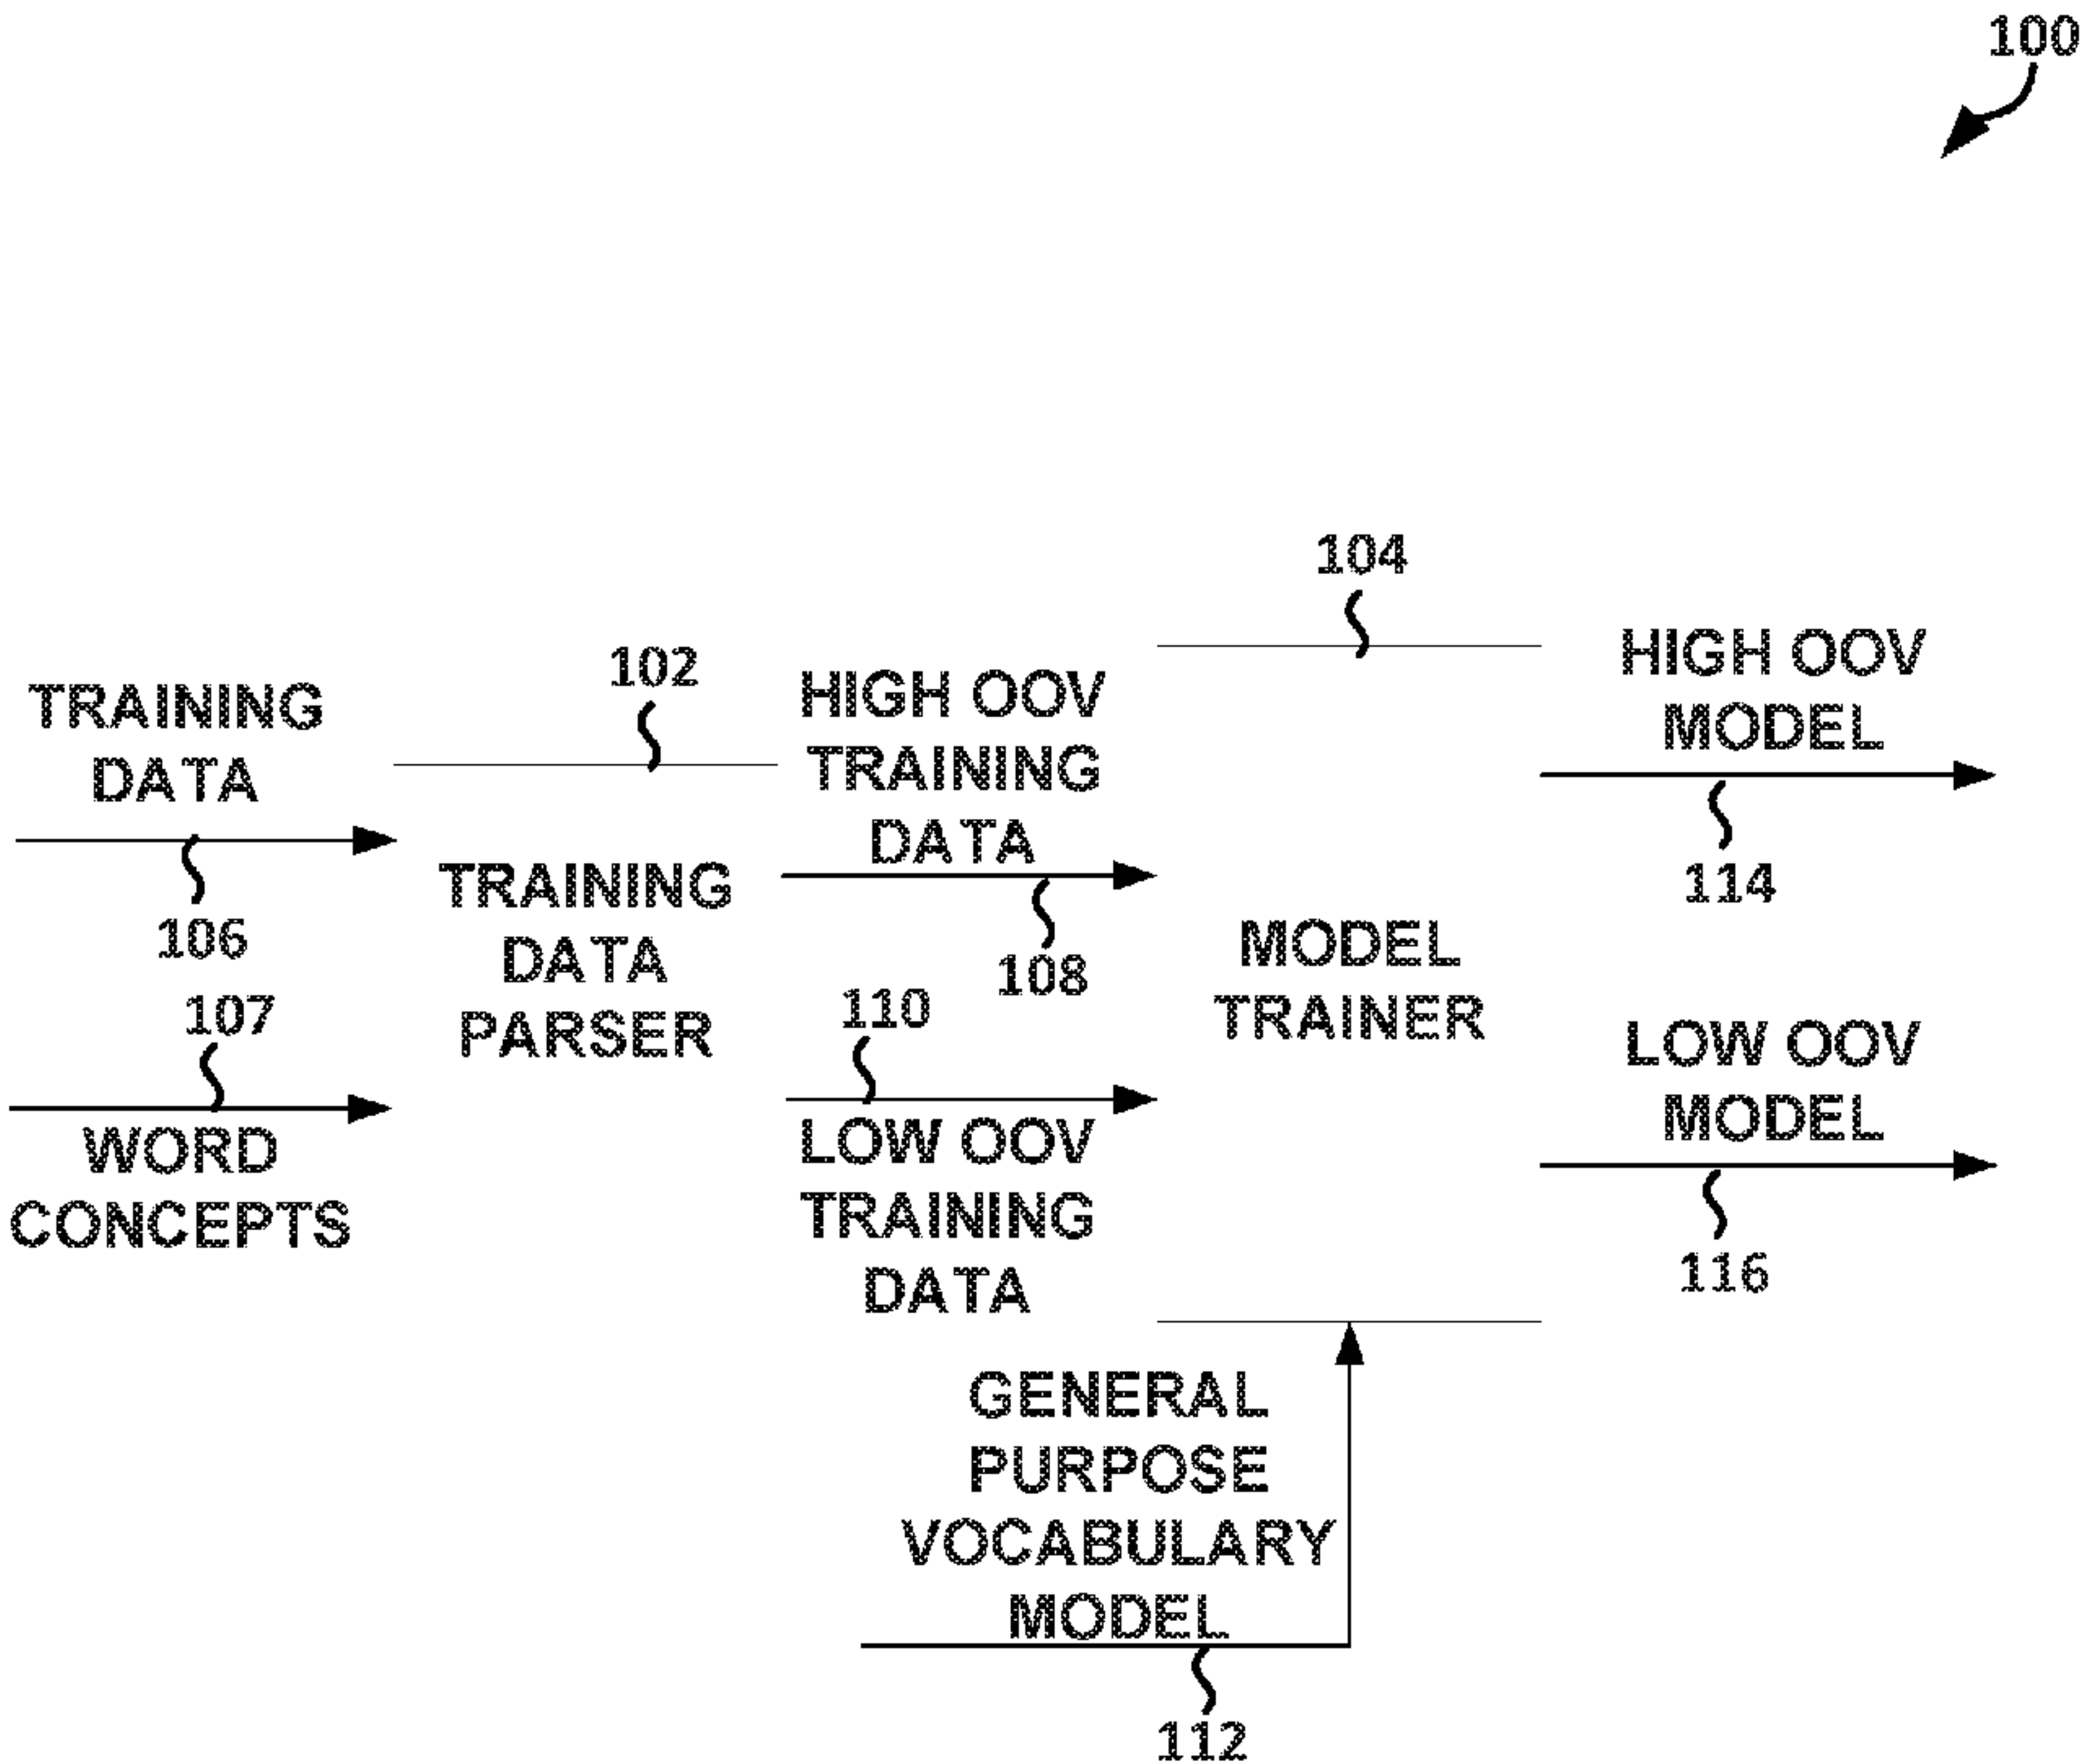 100
104
102
TRAINING
DATA
106
107
WORD
CONCEPTS
TRAINING
DATA
PARSER
HIGH OOV
TRAINING
DATA
108
110
LOW OOV
TRAINING
DATA
MODEL
TRAINER
HIGH OOV
MODEL
114
LOW OOV
MODEL
116
GENERAL
PURPOSE
VOCABULARY
MODEL
112